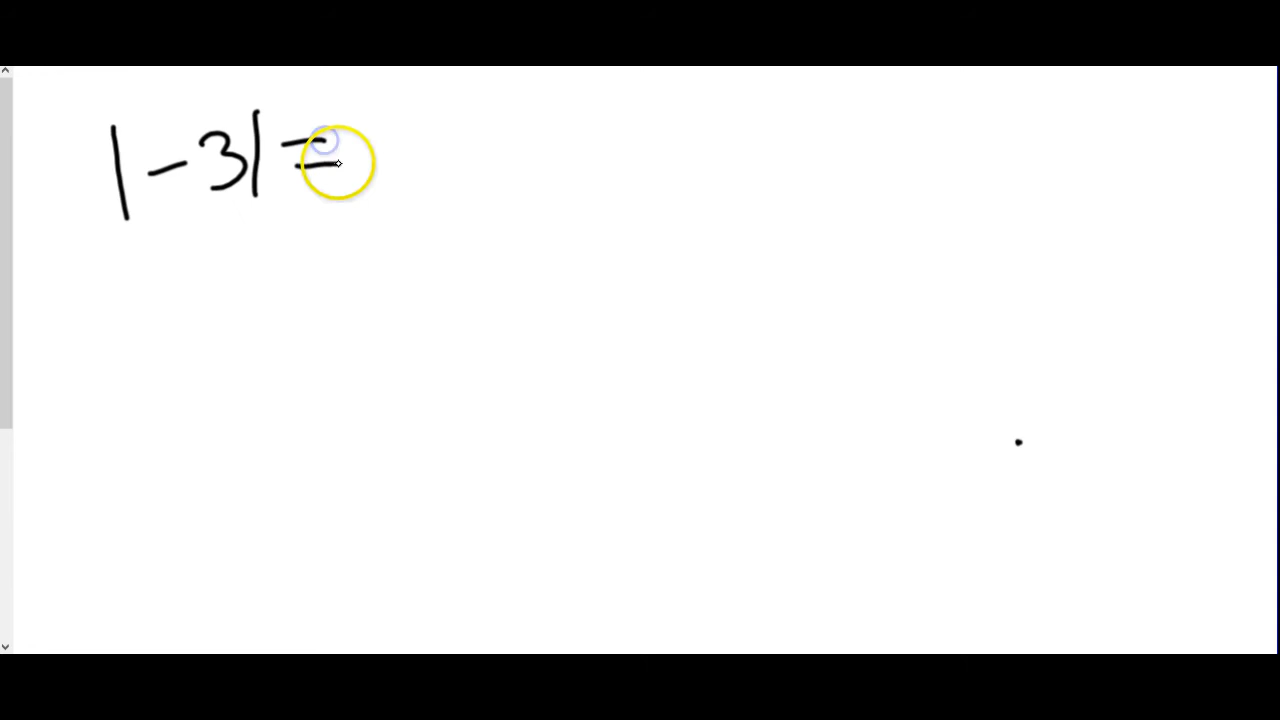 |-3| =